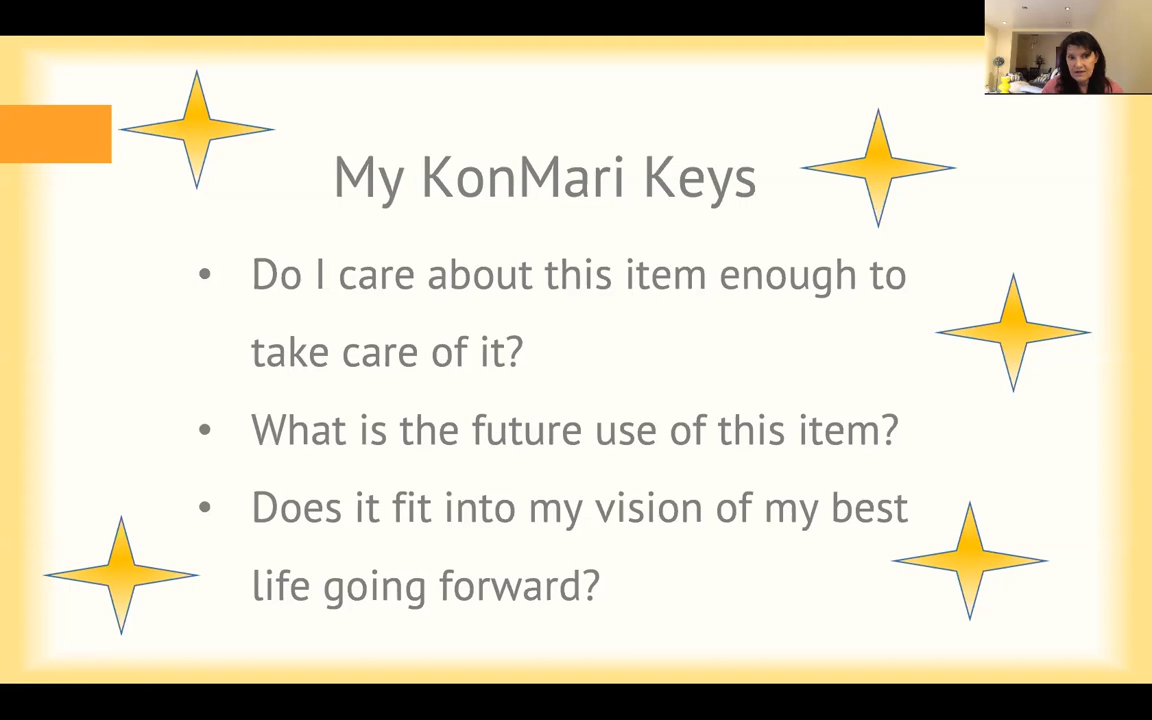 My KonMari Keys
• Do I care about this item enough to
take care of it?
• What is the future use of this item?
• Does it fit into my vision of my best
life going forward?